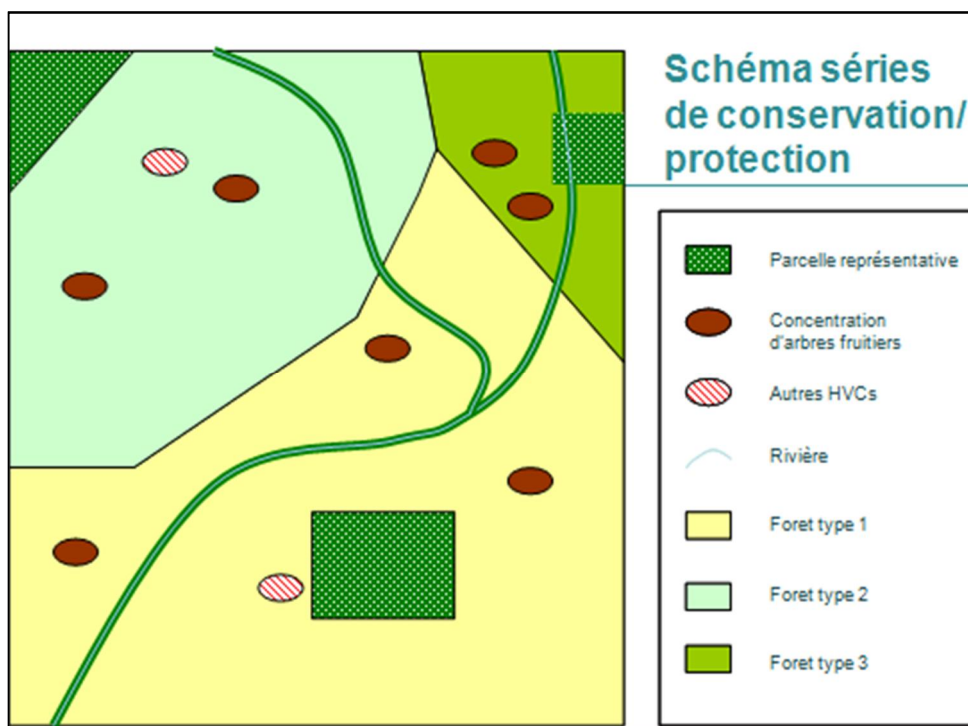 Schéma séries
de conservation/
protection
Parcelle représentative
Concentration
d'arbres fruitiers
Autres HVCs
Rivière
Foret type 1
Foret type 2
Foret type 3